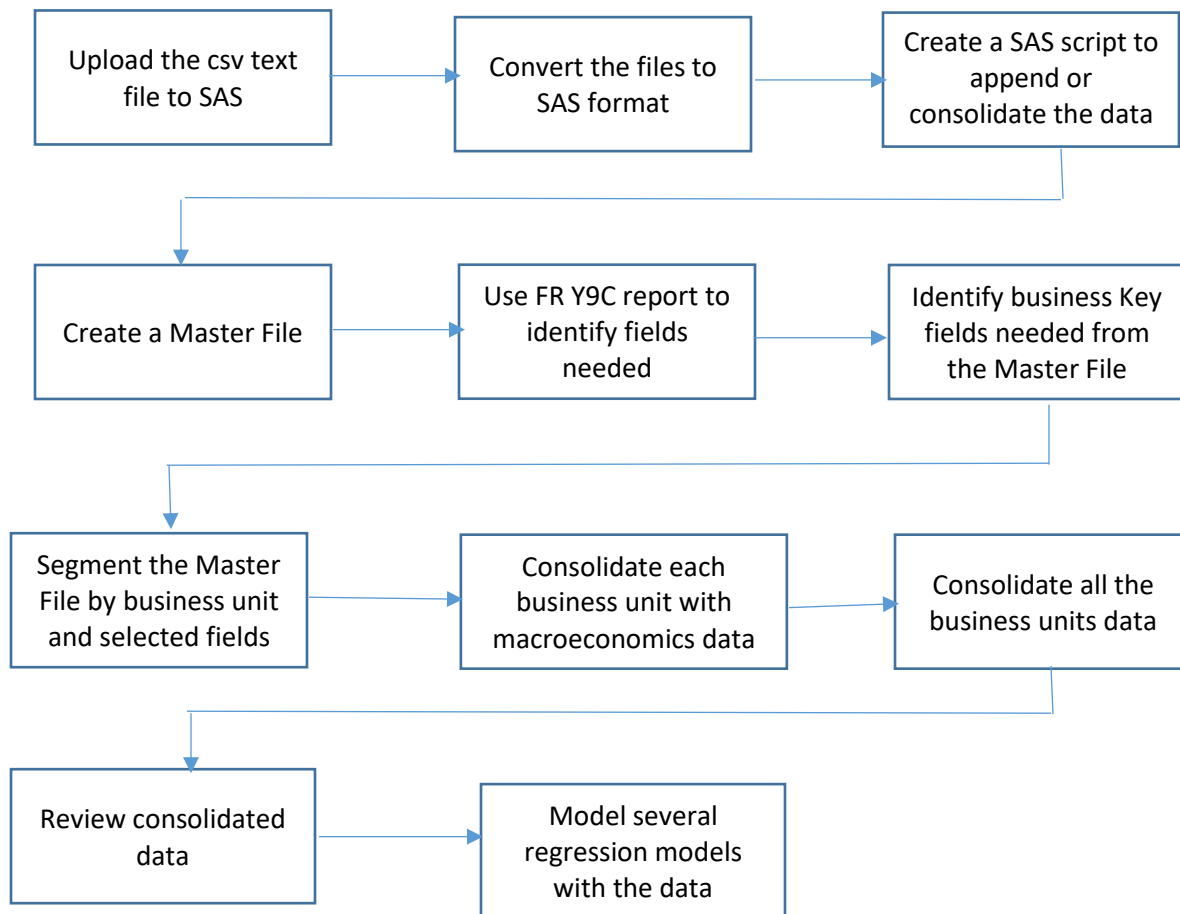 Upload the csv text
file to SAS
Convert the files to
SAS format
Create a SAS script to
append or
consolidate the data
Create a Master File
Use FR Y9C report to
identify fields
needed
Identify business Key
fields needed from
the Master File
Segment the Master
File by business unit
and selected fields
Consolidate each
business unit with
macroeconomics data
Consolidate all the
business units data
Review consolidated
data
Model several
regression models
with the data